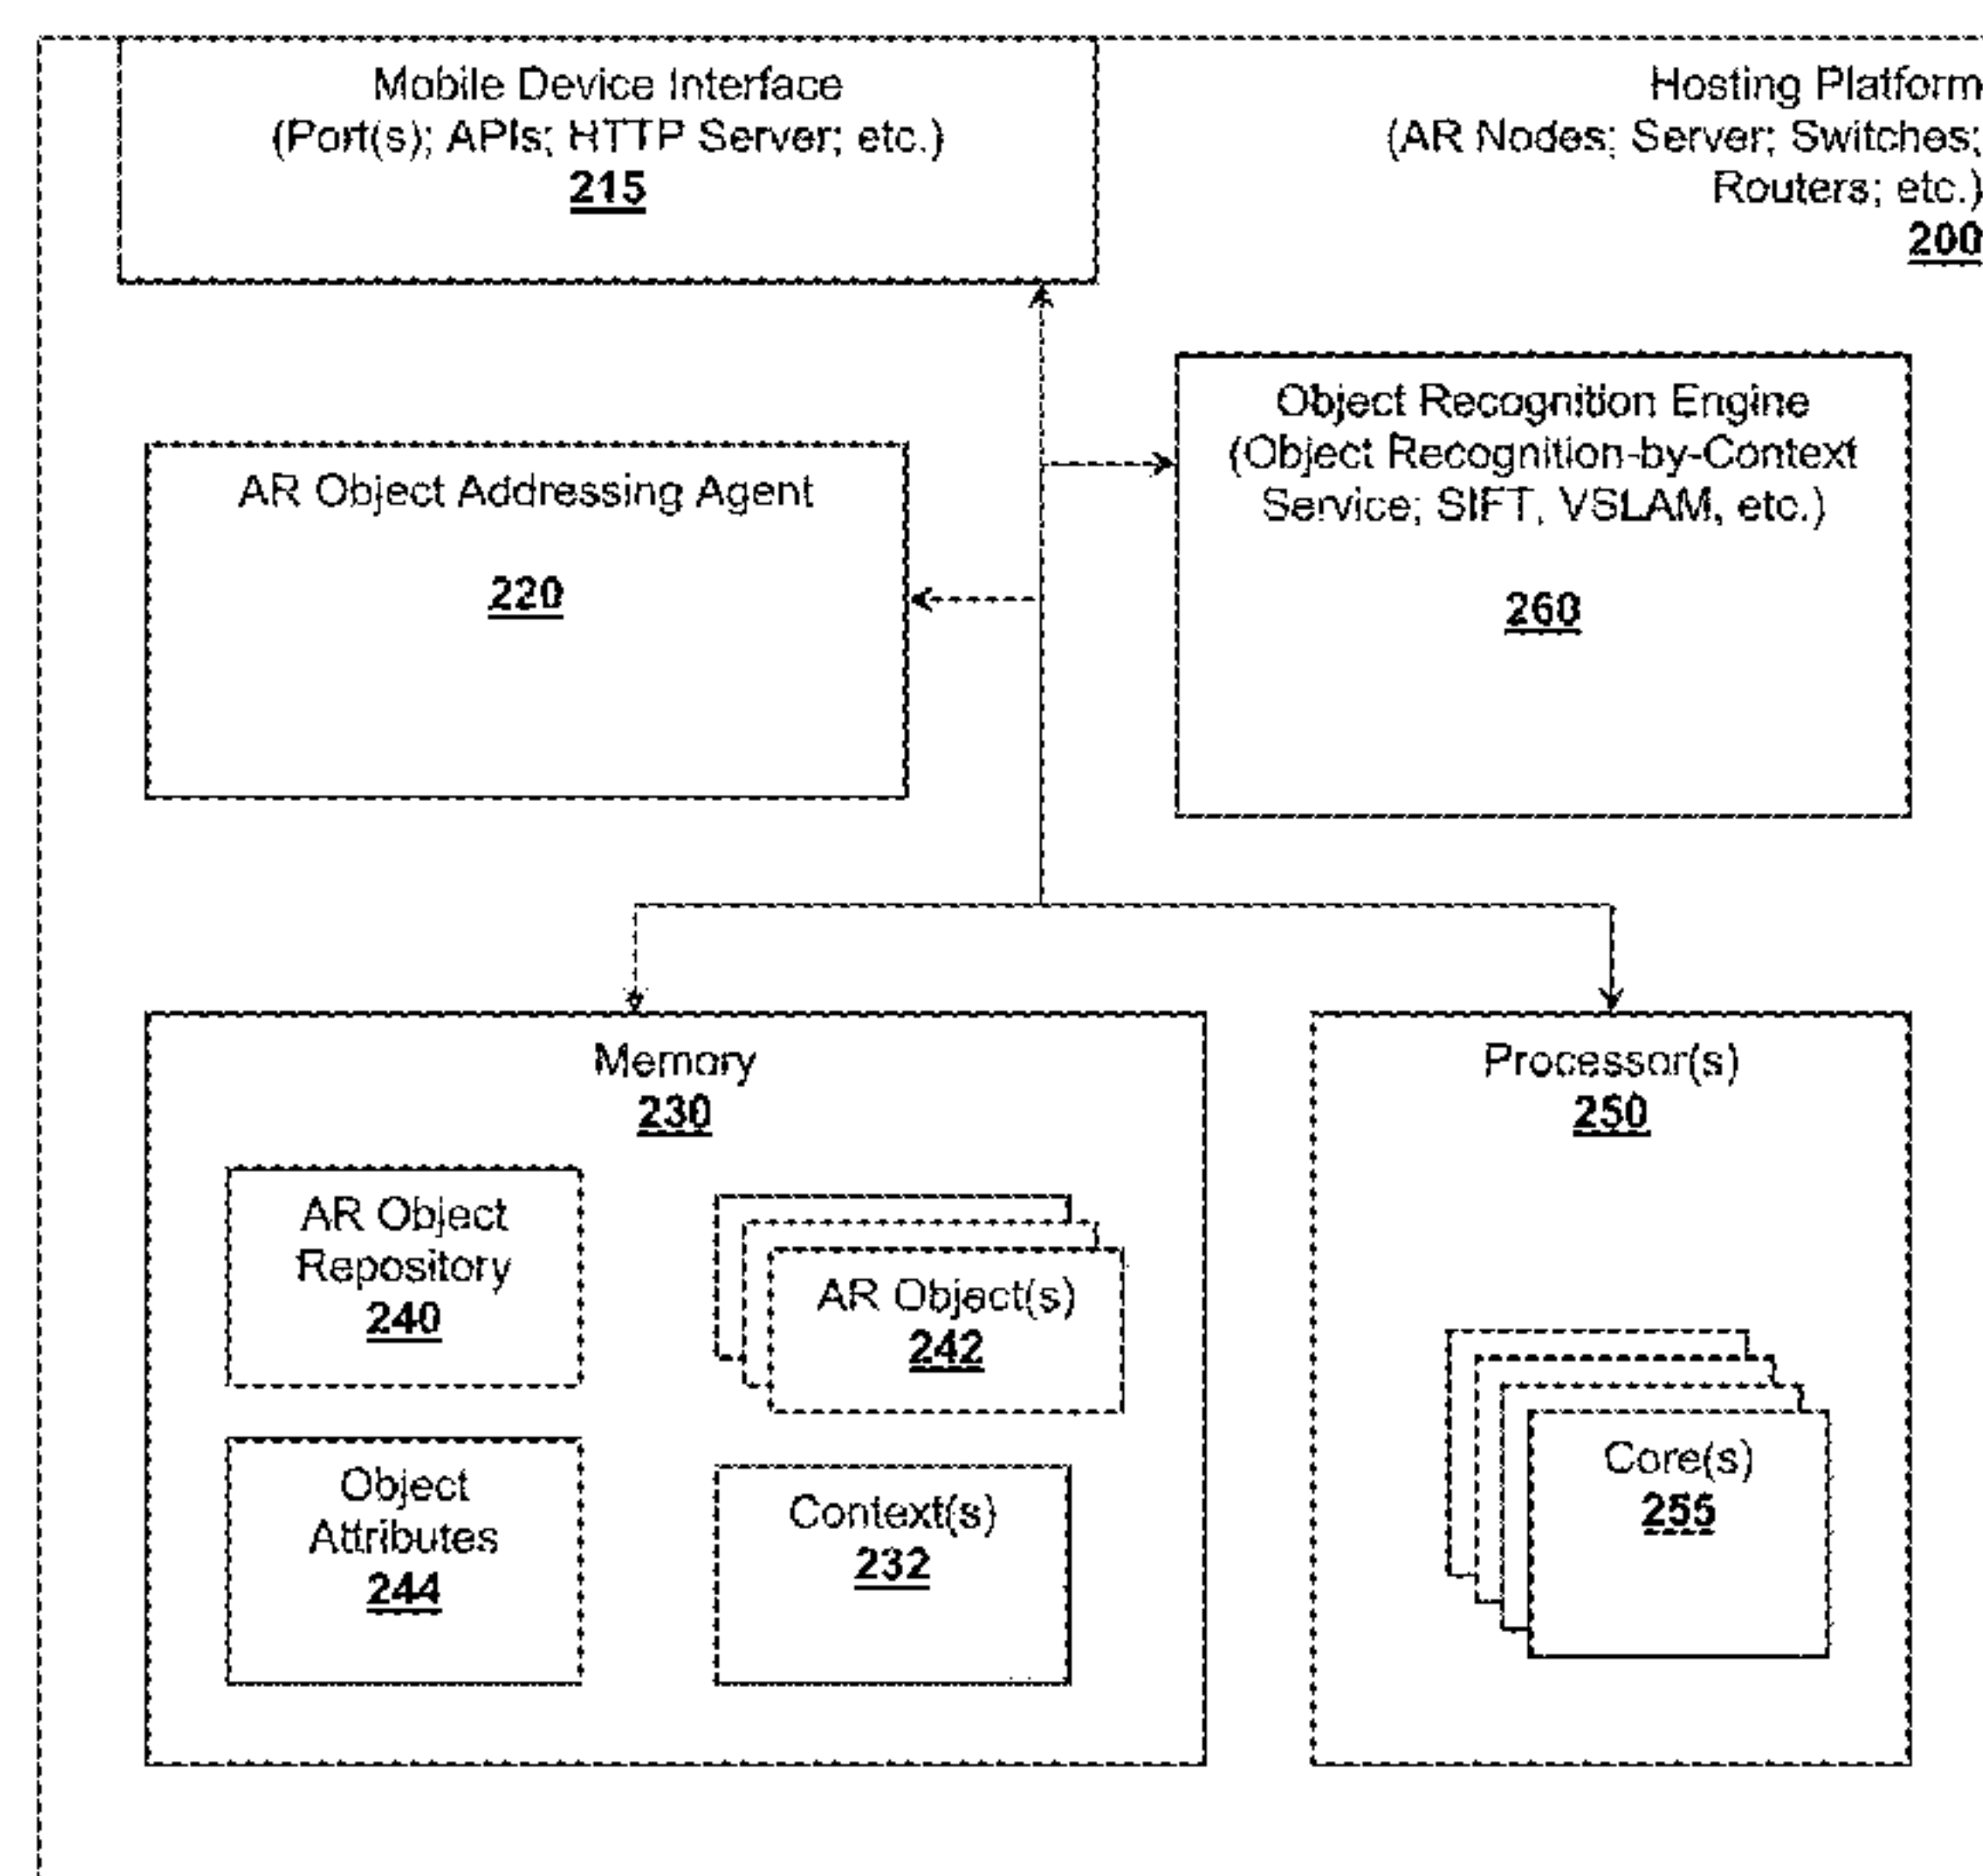 Mobile Device Interface
(Port(s); APIs; HTTP Server; etc.)
215
Hosting Platform
(AR Nodes; Server; Switches;
Routers; etc.)
200
Object Recognition Engine
(Object Recognition-by-Context
Service; SIFT, VSLAM, etc.)
260
AR Object Addressing Agent
220
Memory
230
AR Object
Repository
240
AR Object(s)
242
Object
Attributes
244
Context(s)
232
Processor(s)
250
Core(s)
255